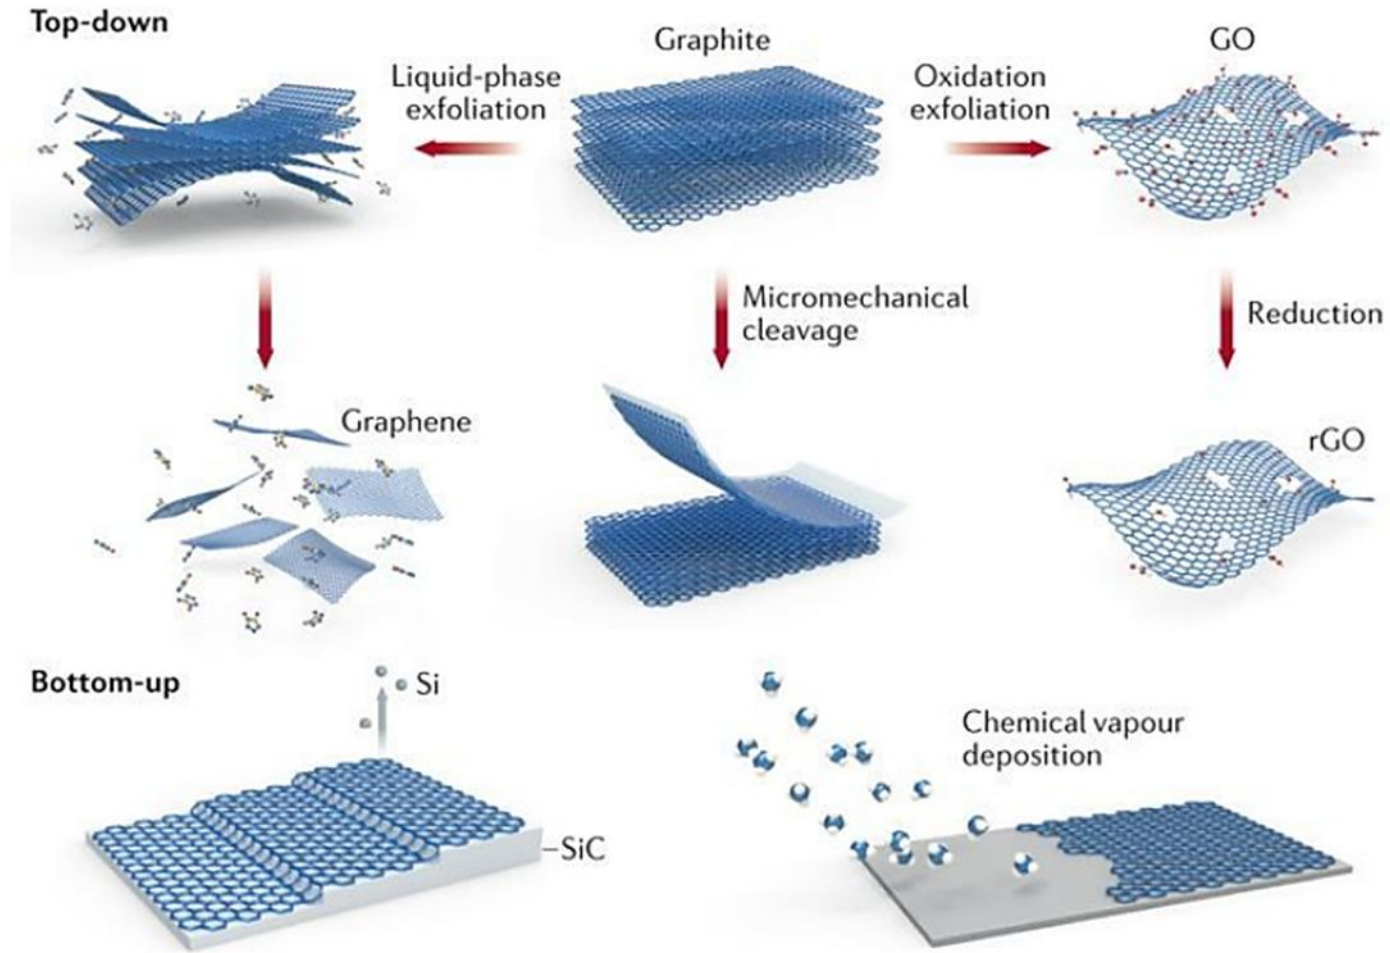 Top-down
Graphite
GO
Liquid-phase
exfoliation
Oxidation
exfoliation
Micromechanical
cleavage
Reduction
Graphene
rGO
Bottom-up
Si
SiC
Chemical vapour
deposition